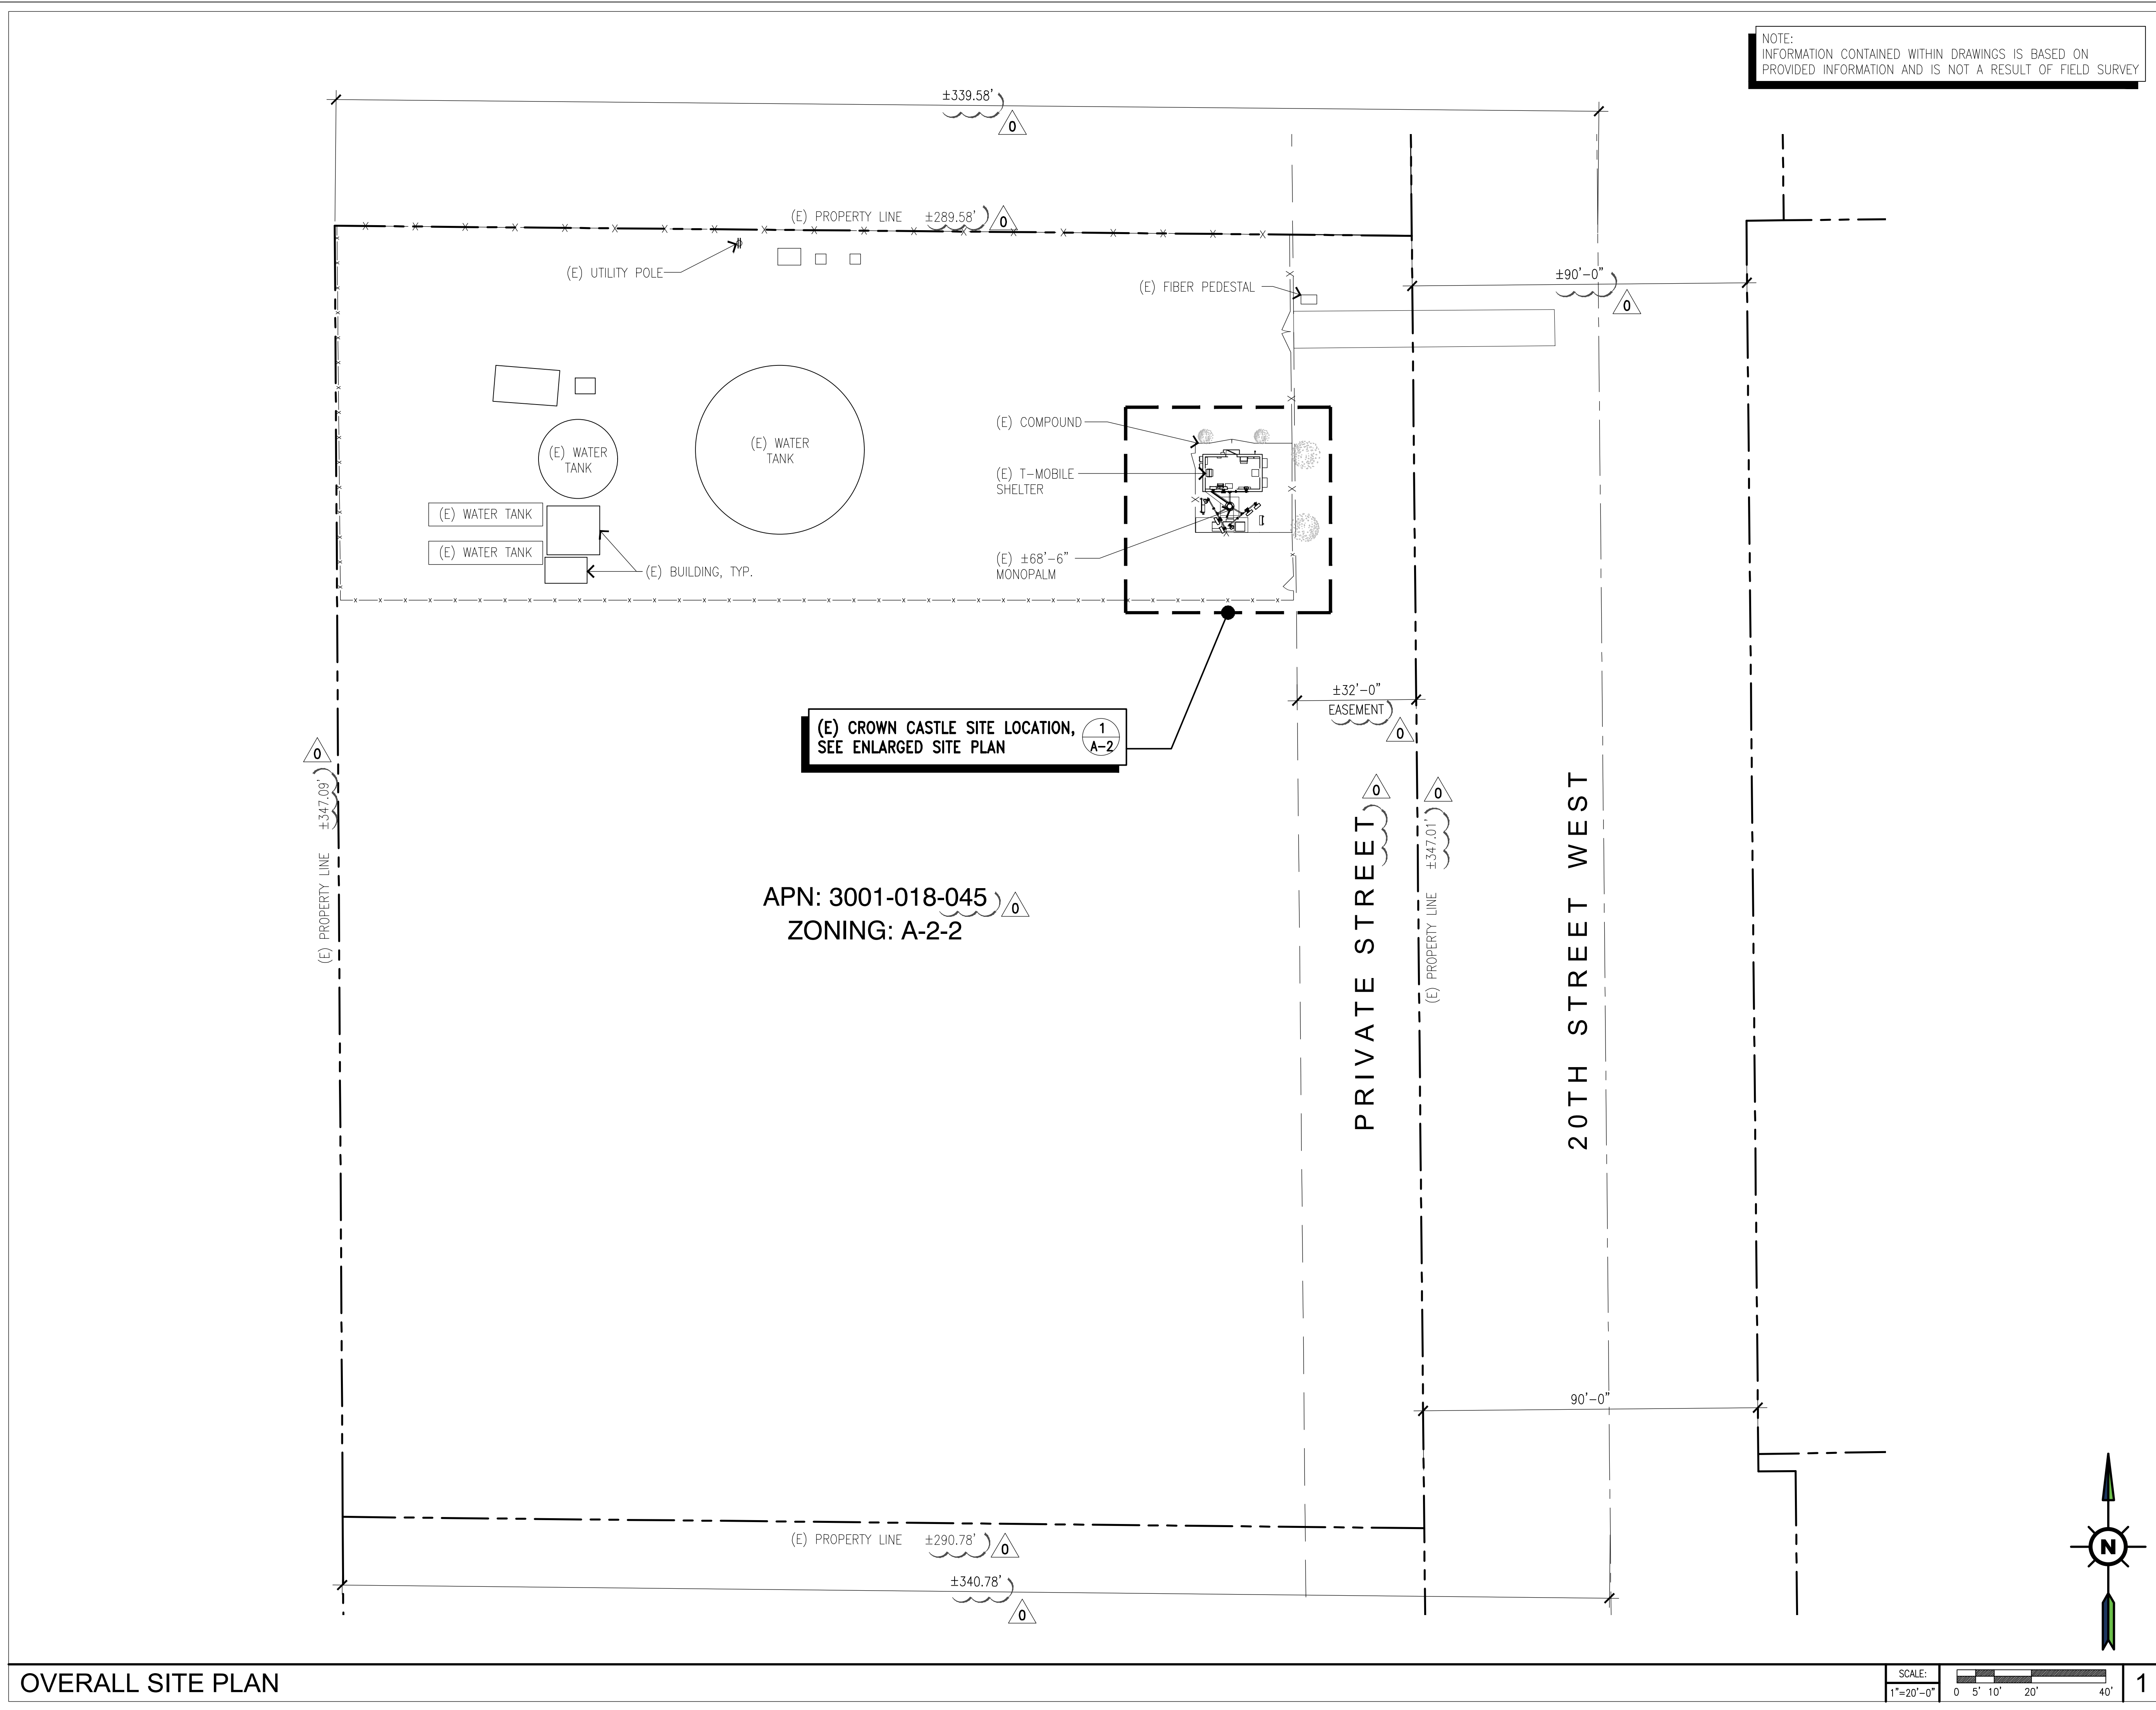 NOTE:
INFORMATION CONTAINED WITHIN DRAWINGS IS BASED ON
PROVIDED INFORMATION AND IS NOT A RESULT OF FIELD SURVEY
±339.58'
0
(E) PROPERTY LINE ±289.58'
0
(E) UTILITY POLE
(E) FIBER PEDESTAL
±90'-0"
0
(E) COMPOUND
(E) WATER
TANK
(E) WATER
TANK
(E) T-MOBILE
SHELTER
(E) WATER TANK
(E) WATER TANK
(E) BUILDING, TYP.
(E) ±68'-6"
MONOPALM
±32'-0"
EASEMENT
0
(E) CROWN CASTLE SITE LOCATION,
SEE ENLARGED SITE PLAN
1
A-2
0
(E) PROPERTY LINE ±347.09'
0
PRIVATE STREET
0
(E) PROPERTY LINE ±347.01'
20TH STREET WEST
APN: 3001-018-045
0
ZONING: A-2-2
90'-0"
(E) PROPERTY LINE ±290.78'
0
±340.78'
0
N
OVERALL SITE PLAN
SCALE:
1"=20'-0"
0 5' 10' 20' 40'
1